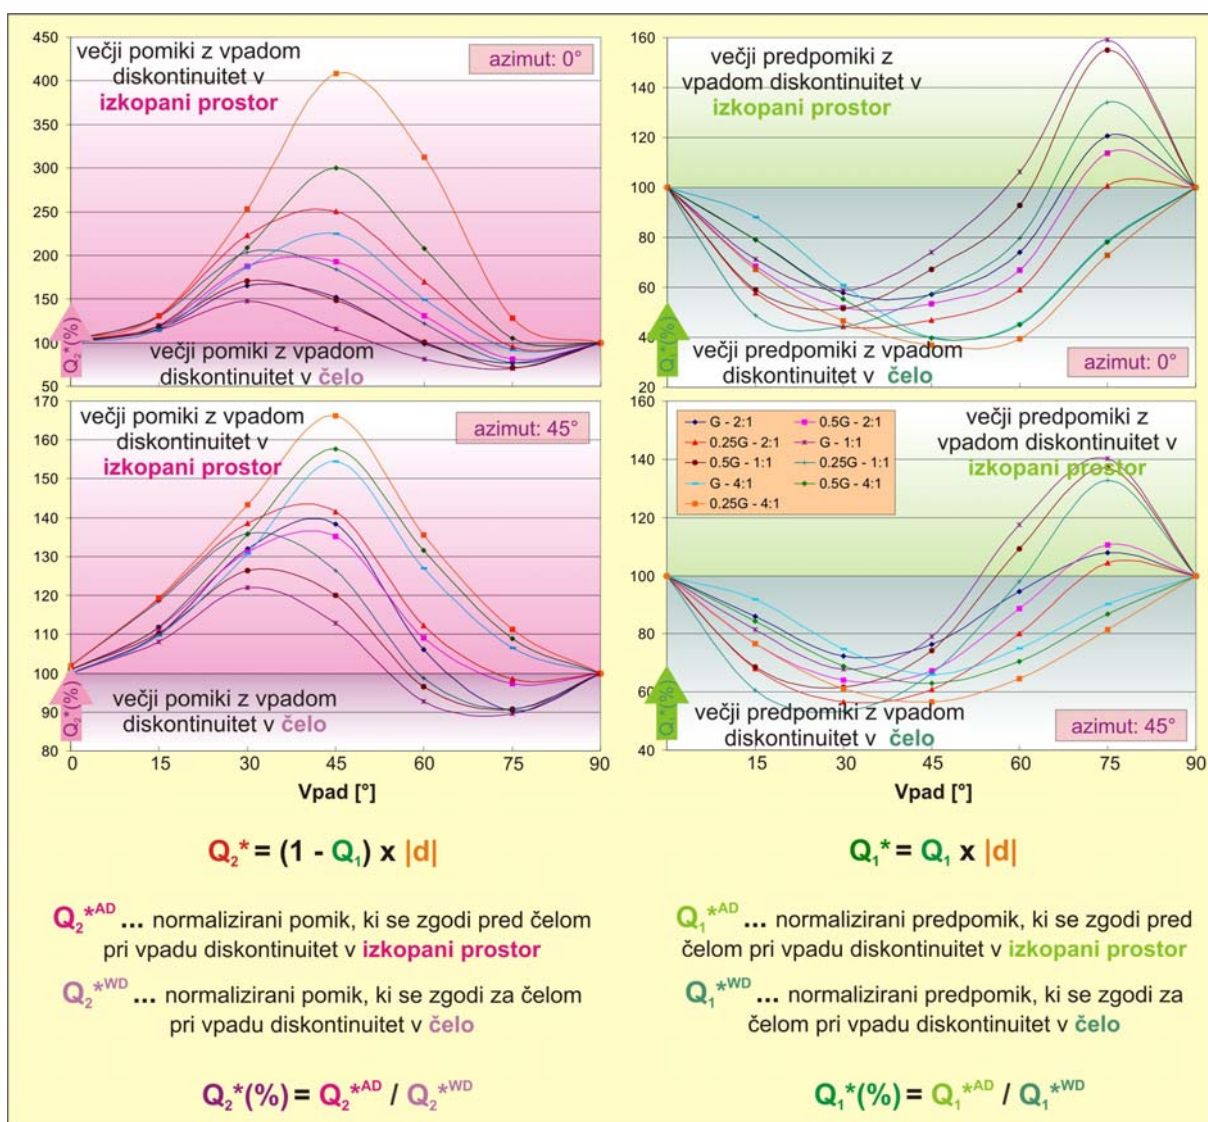 450
400
350
300
250
200
150
100
50
večji pomiki z vpadom
diskontinuitet v
izkopani prostor
azimut: 0°
Q₂*(%)
večji pomiki z vpadom
diskontinuitet v čelo
160
140
120
100
80
60
40
20
večji predpomiki z
vpadom diskontinuitet v
izkopani prostor
Q₁*(%)
večji predpomiki z vpadom
diskontinuitet v čelo
azimut: 0°
170
160
150
140
130
120
110
100
90
80
večji pomiki z vpadom
diskontinuitet v
izkopani prostor
azimut: 45°
Q₂*(%)
večji pomiki z vpadom
diskontinuitet v čelo
0 15 30 45 60 75 90
Vpad [°]
160
140
120
100
80
60
40
G - 2:1 0.5G - 2:1
0.25G - 2:1 G - 1:1
0.5G - 1:1 0.25G - 1:1
G - 4:1 0.5G - 4:1
0.25G - 4:1
večji predpomiki z
vpadom diskontinuitet v
izkopani prostor
Q₁*(%)
večji predpomiki z vpadom
diskontinuitet v čelo
azimut: 45°
15 30 45 60 75 90
Vpad [°]
Q₂* = (1 - Q₁) x |d|
Q₂*ᴬᴰ ... normalizirani pomik, ki se zgodi pred čelom
pri vpadu diskontinuitet v izkopani prostor
Q₂*ᵂᴰ ... normalizirani pomik, ki se zgodi za čelom
pri vpadu diskontinuitet v čelo
Q₂*(%) = Q₂*ᴬᴰ / Q₂*ᵂᴰ
Q₁* = Q₁ x |d|
Q₁*ᴬᴰ ... normalizirani predpomik, ki se zgodi pred
čelom pri vpadu diskontinuitet v izkopani prostor
Q₁*ᵂᴰ ... normalizirani predpomik, ki se zgodi za
čelom pri vpadu diskontinuitet v čelo
Q₁*(%) = Q₁*ᴬᴰ / Q₁*ᵂᴰ